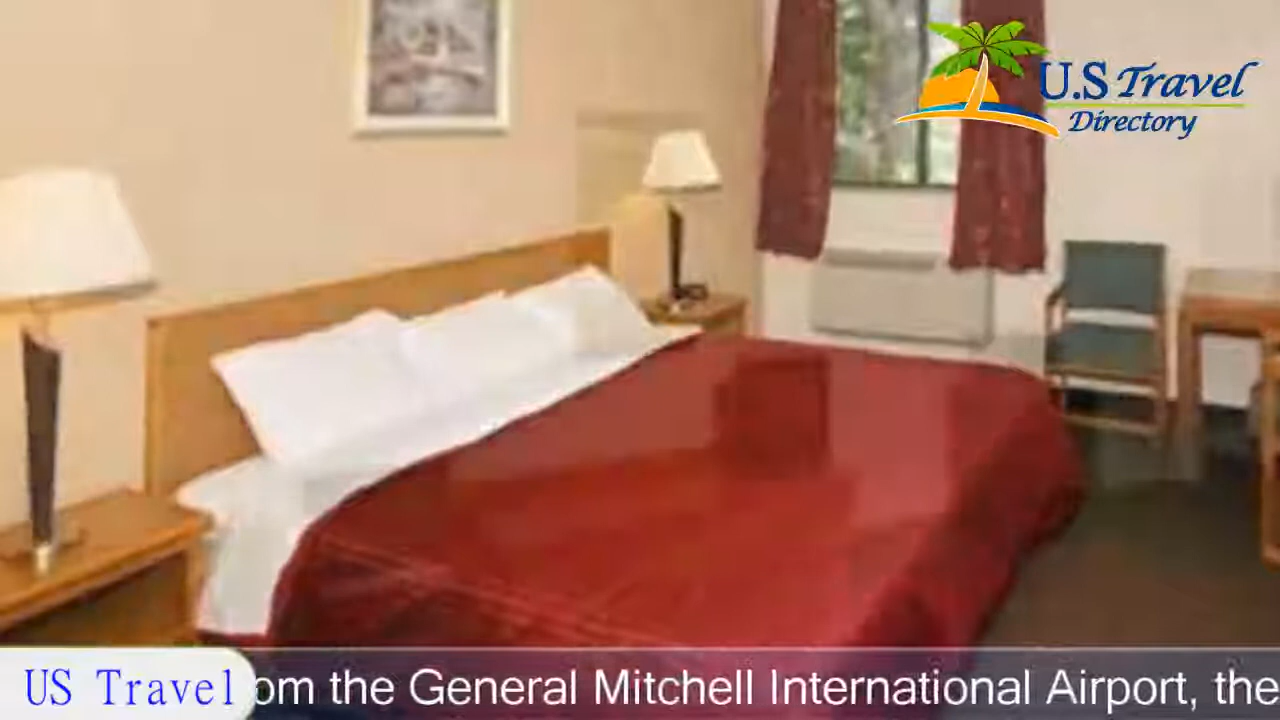 U.S Travel
Directory
US Travel
om the General Mitchell International Airport, the